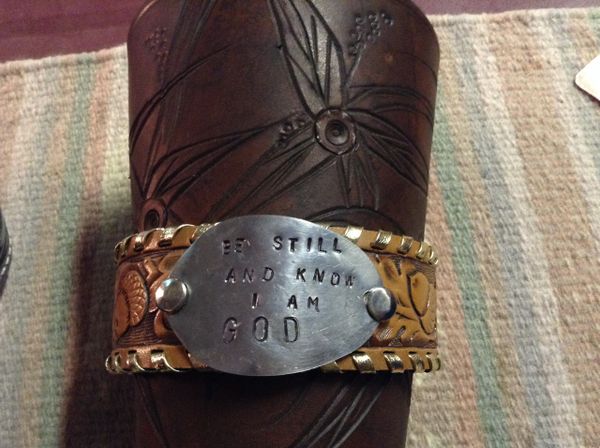 BE STILL
AND KNOW
I AM
GOD